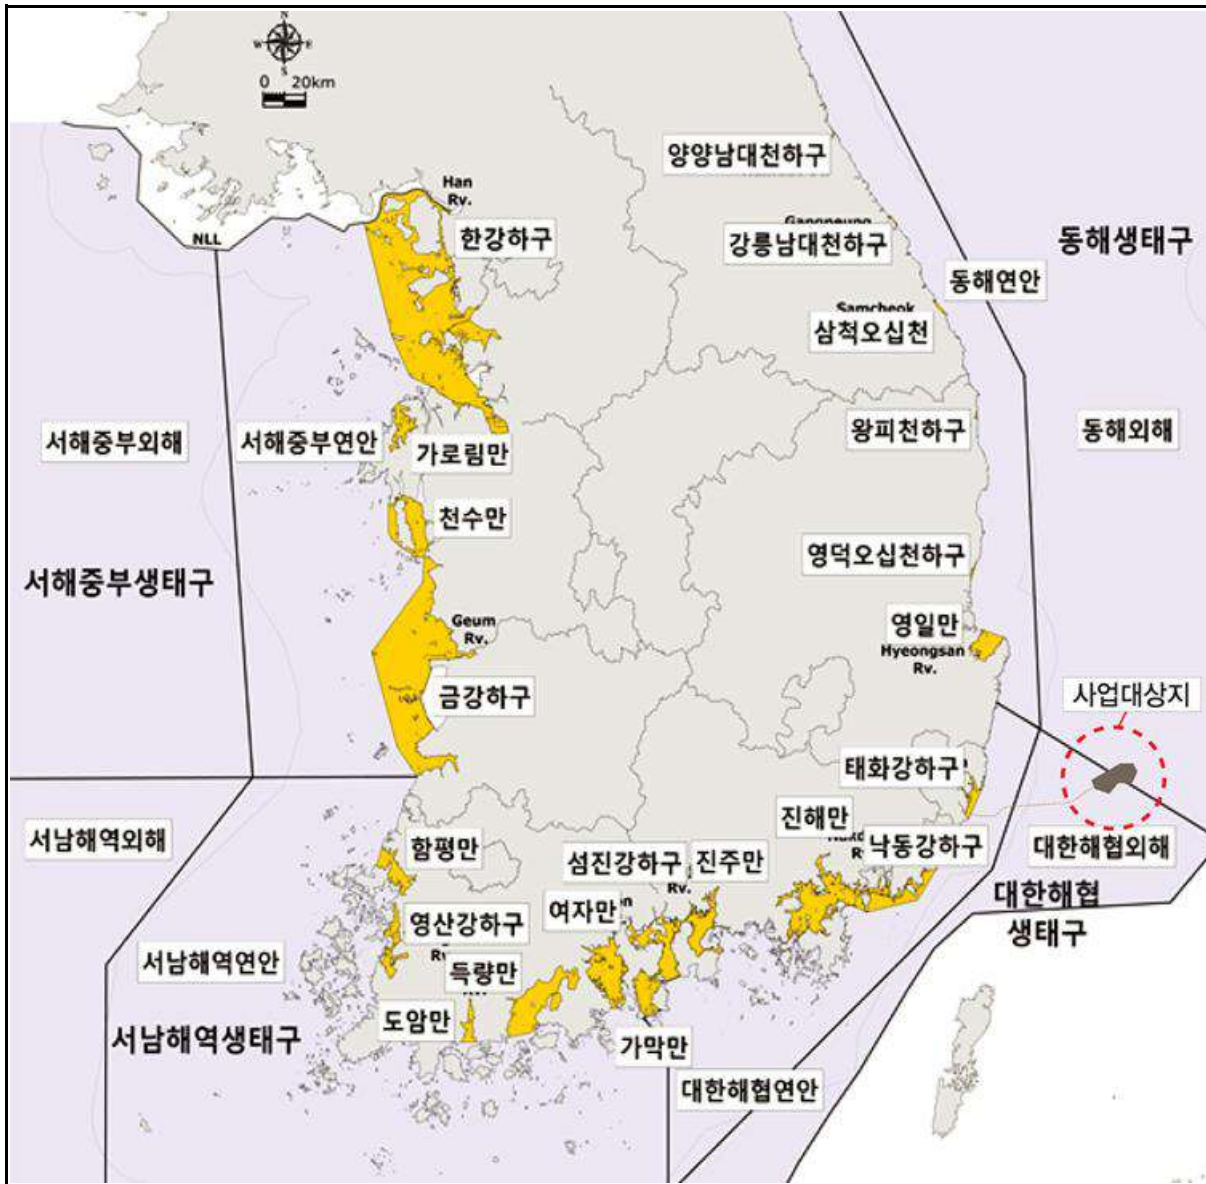 N
W E
S
0 20km
양양남대천하구
Han
Rv.
한강하구
NLL
강릉남대천하구
동해생태구
동해연안
Samcheok
삼척오십천
서해중부외해
서해중부연안
가로림만
왕피천하구
동해외해
천수만
영덕오십천하구
서해중부생태구
Geum
Rv.
영일만
Hyeongsan
Rv.
금강하구
사업대상지
태화강하구
진해만
서남해역외해
함평만
섬진강하구
Rv.
진주만
낙동강하구
대한해협외해
대한해협
생태구
여자만
영산강하구
서남해역연안
득량만
도암만
서남해역생태구
가막만
대한해협연안